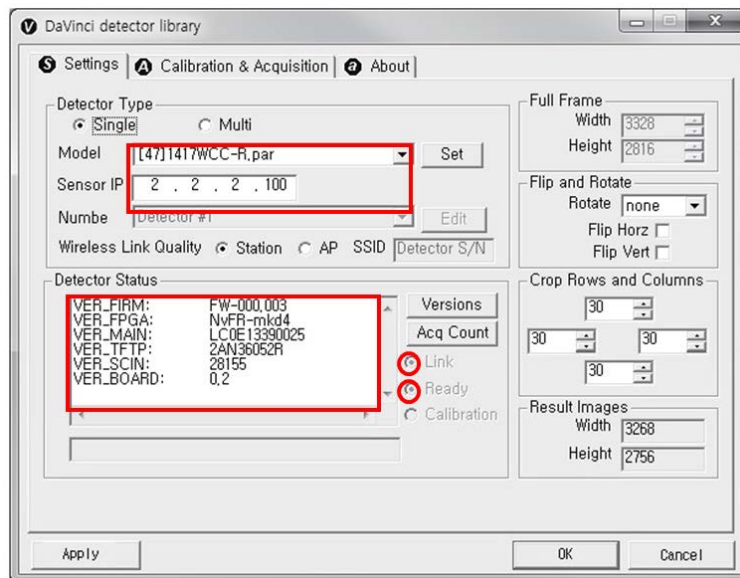 DaVinci detector library
Settings
Calibration & Acquisition
About
Detector Type
Single Multi
Model [47]1417WCC-R.par Set
Sensor IP 2 . 2 . 2 . 100
Numbe Detector #1 Edit
Wireless Link Quality Station AP SSID Detector S/N
Detector Status
VER_FIRM: FW-000.003
VER_FPGA: NvFR-mkd4
VER_MAIN: LC0E13390025
VER_TFTP: 2AN36052R
VER_SCIN: 28155
VER_BOARD: 0.2
Versions
Acq Count
Link
Ready
Calibration
Full Frame
Width 3328
Height 2816
Flip and Rotate
Rotate none
Flip Horz
Flip Vert
Crop Rows and Columns
30
30 30
30
Result Images
Width 3268
Height 2756
Apply OK Cancel